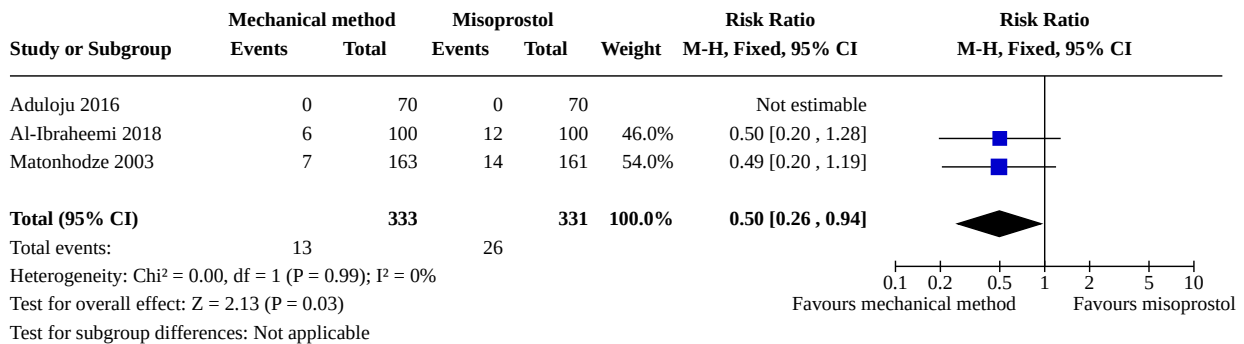 Mechanical method Misoprostol Risk Ratio Risk Ratio
Study or Subgroup Events Total Events Total Weight M-H, Fixed, 95% CI M-H, Fixed, 95% CI
Aduloju 2016 0 70 0 70 Not estimable
Al-Ibraheemi 2018 6 100 12 100 46.0% 0.50 [0.20 , 1.28]
Matonhodze 2003 7 163 14 161 54.0% 0.49 [0.20 , 1.19]
Total (95% CI) 333 331 100.0% 0.50 [0.26 , 0.94]
Total events: 13 26
Heterogeneity: Chi² = 0.00, df = 1 (P = 0.99); I² = 0%
0.1 0.2 0.5 1 2 5 10
Test for overall effect: Z = 2.13 (P = 0.03) Favours mechanical method Favours misoprostol
Test for subgroup differences: Not applicable